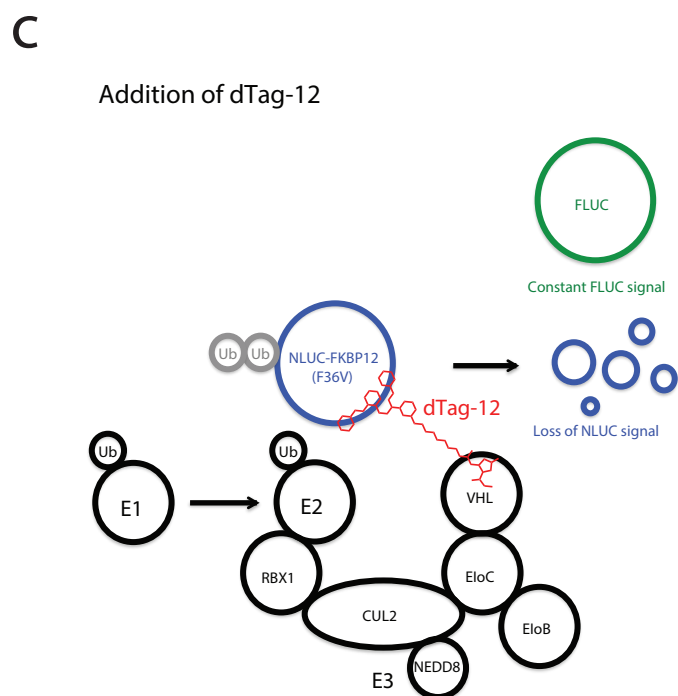 C
Addition of dTag-12
FLUC
Constant FLUC signal
Ub
Ub
NLUC-FKBP12
(F36V)
dTag-12
Loss of NLUC signal
Ub
E1
Ub
E2
VHL
RBX1
EloC
CUL2
EloB
NEDD8
E3